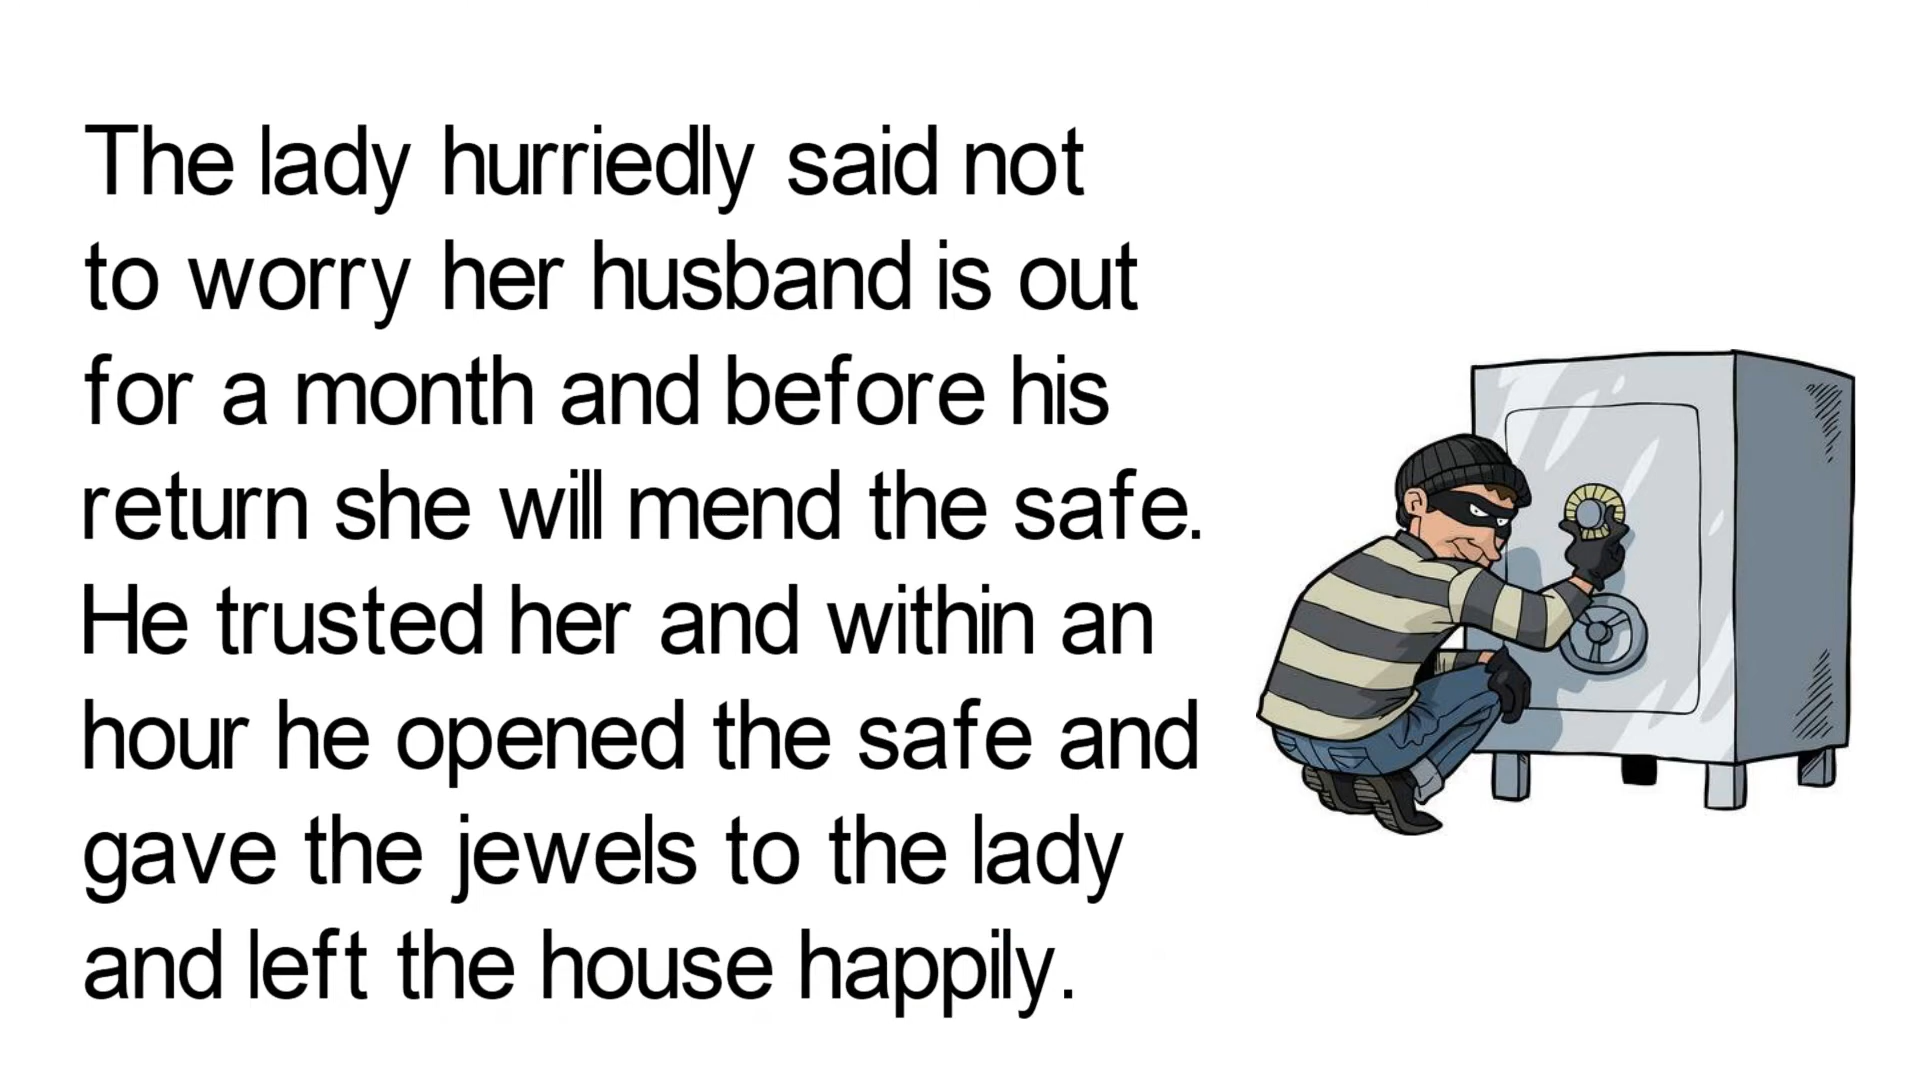 The lady hurriedly said not
to worry her husband is out
for a month and before his
return she will mend the safe.
He trusted her and within an
hour he opened the safe and
gave the jewels to the lady
and left the house happily.